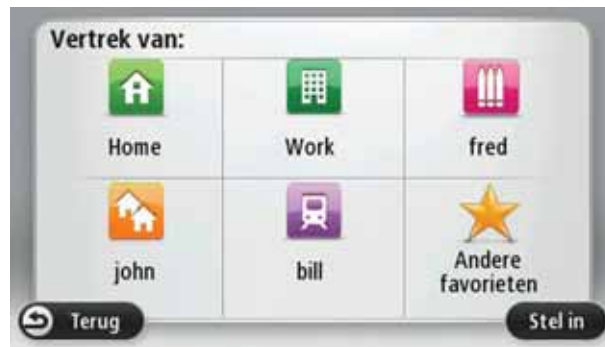 Vertrek van:
Home Work fred
john bill Andere
favorieten
Terug Stel in